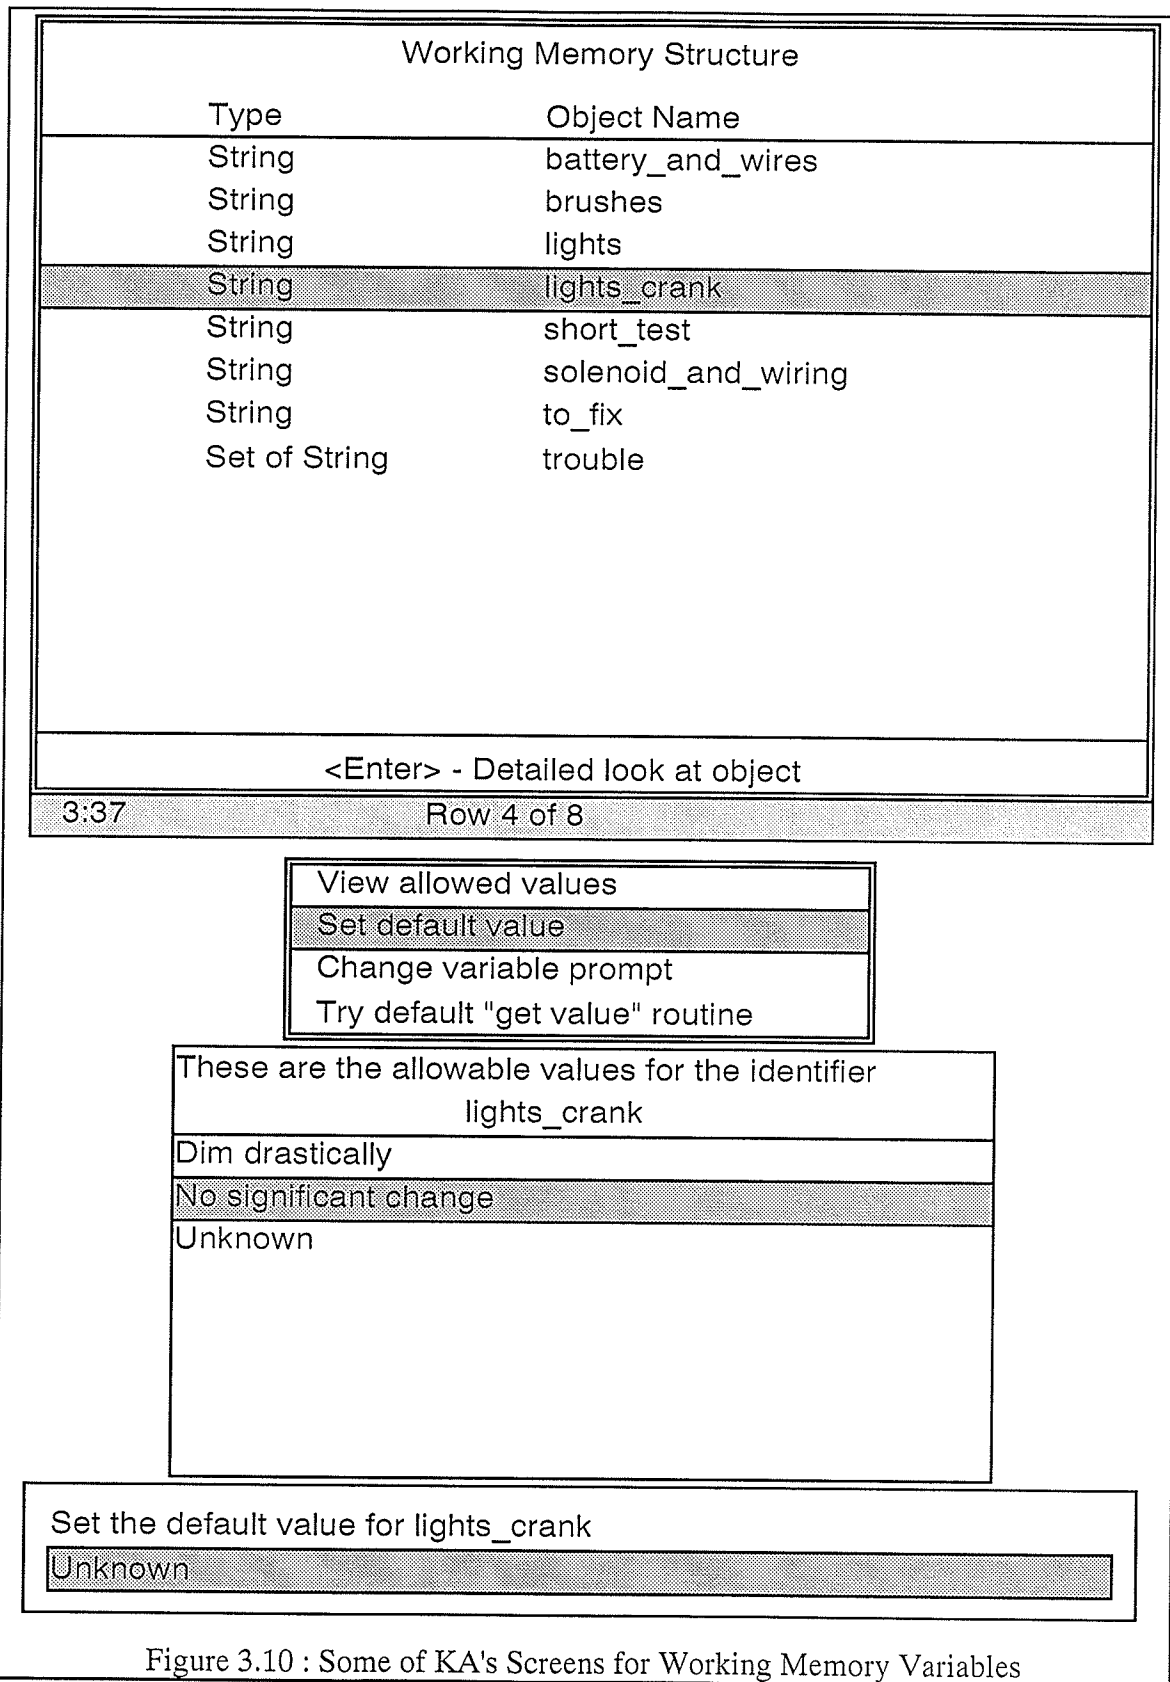 Working Memory Structure
Type Object Name
String battery_and_wires
String brushes
String lights
String lights_crank
String short_test
String solenoid_and_wiring
String to_fix
Set of String trouble
<Enter> - Detailed look at object
3:37 Row 4 of 8
View allowed values
Set default value
Change variable prompt
Try default "get value" routine
These are the allowable values for the identifier
lights_crank
Dim drastically
No significant change
Unknown
Set the default value for lights_crank
Unknown
Figure 3.10 : Some of KA's Screens for Working Memory Variables